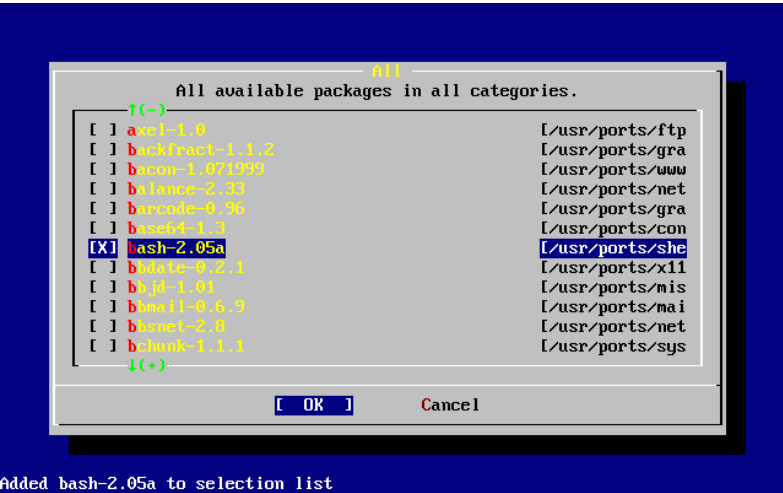 All
All available packages in all categories.
↑(-)
[ ] axel-1.0 [/usr/ports/ftp
[ ] backfract-1.1.2 [/usr/ports/gra
[ ] bacon-1.071999 [/usr/ports/www
[ ] balance-2.33 [/usr/ports/net
[ ] barcode-0.96 [/usr/ports/gra
[ ] base64-1.3 [/usr/ports/con
[X] bash-2.05a [/usr/ports/she
[ ] bbdate-0.2.1 [/usr/ports/x11
[ ] bbjd-1.01 [/usr/ports/mis
[ ] bbmail-0.6.9 [/usr/ports/mai
[ ] bbsnet-2.8 [/usr/ports/net
[ ] bchunk-1.1.1 [/usr/ports/sys
↓(+)
[ OK ] Cancel
Added bash-2.05a to selection list